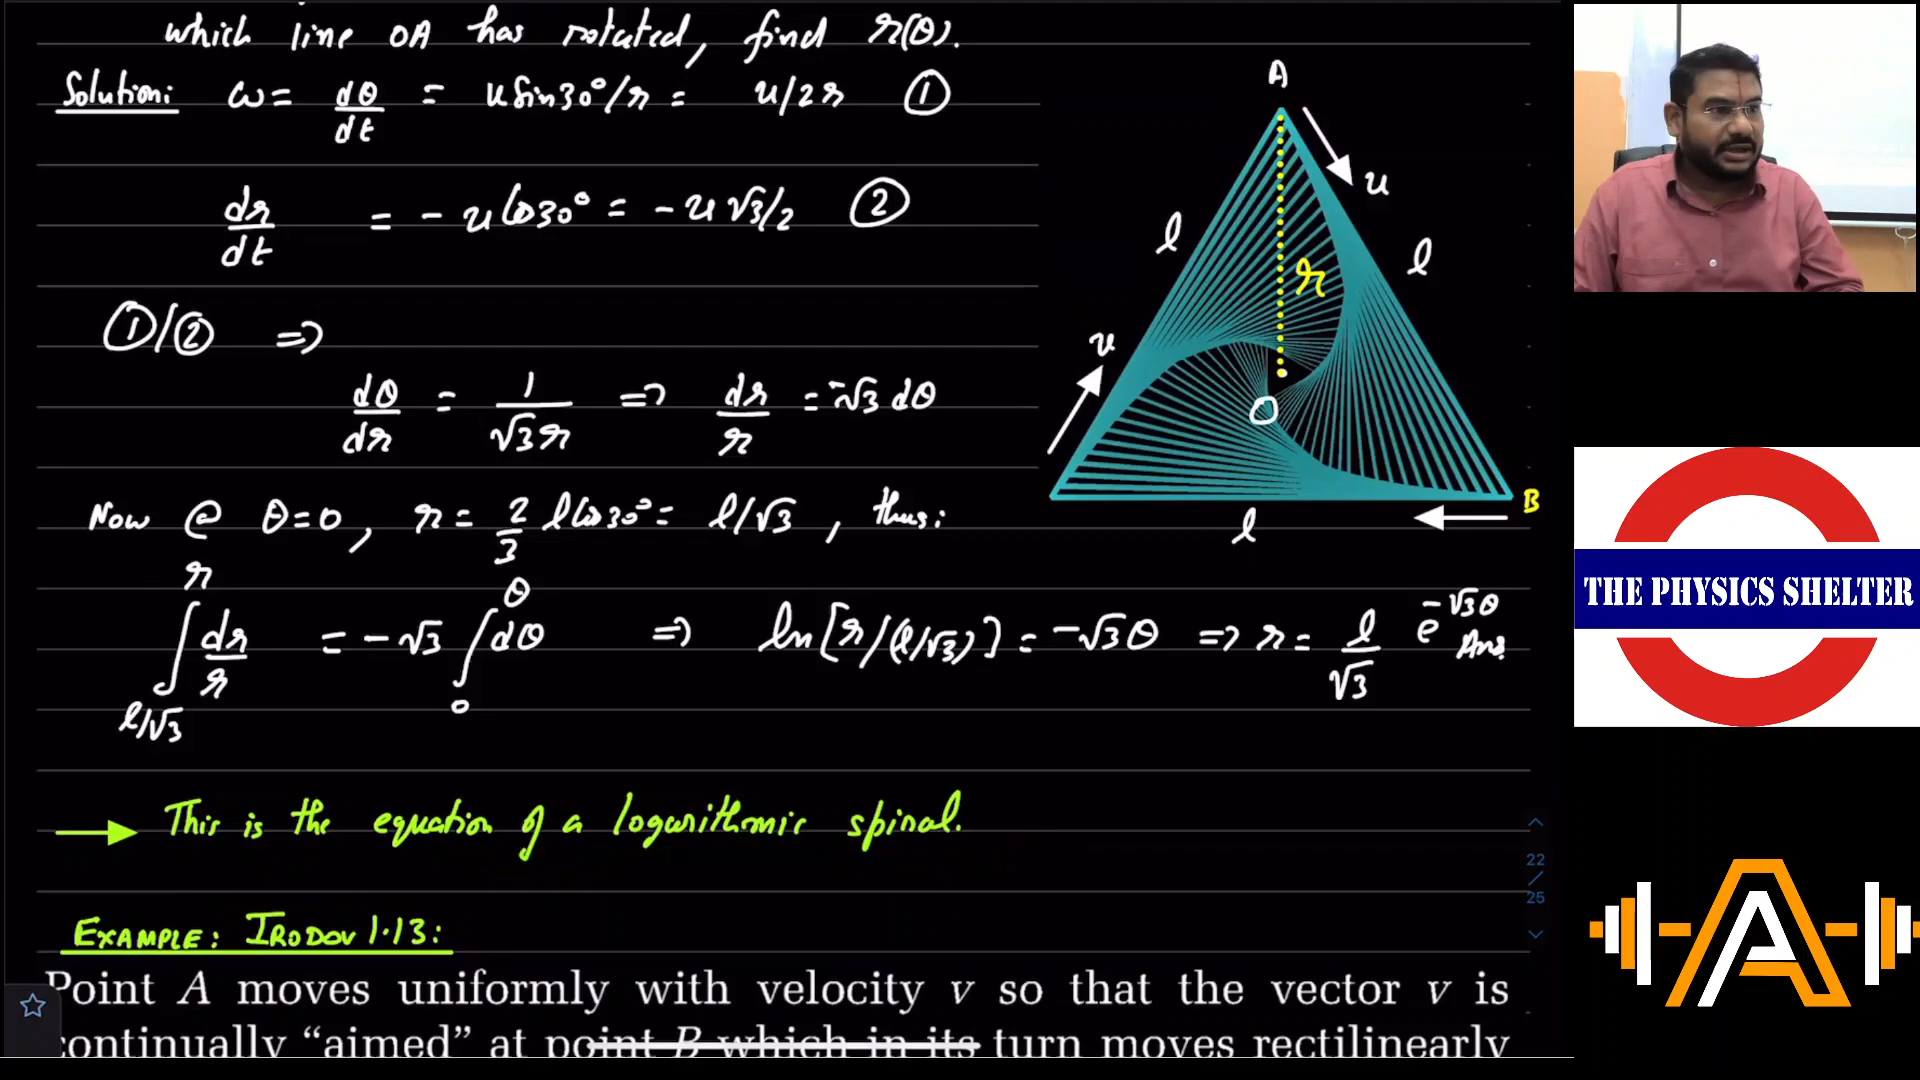 which line OA has rotated, find r(θ).
Solution: ω = dθ/dt = u sin30°/r = u/2r ①
dr/dt = - u cos30° = - u √3/2 ②
①/② ⇒
dθ/dr = 1/√3r ⇒ dr/r = -√3 dθ
Now @ θ=0, r = 2/3 l cos30° = l/√3, thus:
∫_{l/√3}^{r} dr/r = -√3 ∫_0^θ dθ ⇒ ln[r/(l/√3)] = -√3θ ⇒ r = l/√3 e^{-√3θ} Ans.
→ This is the equation of a logarithmic spiral.
EXAMPLE: IRODOV 1.13:
Point A moves uniformly with velocity v so that the vector v is
continually “aimed” at point B which in its turn moves rectilinearly
A
u
l
l
r
u
O
B
l
22
/
25
THE PHYSICS SHELTER